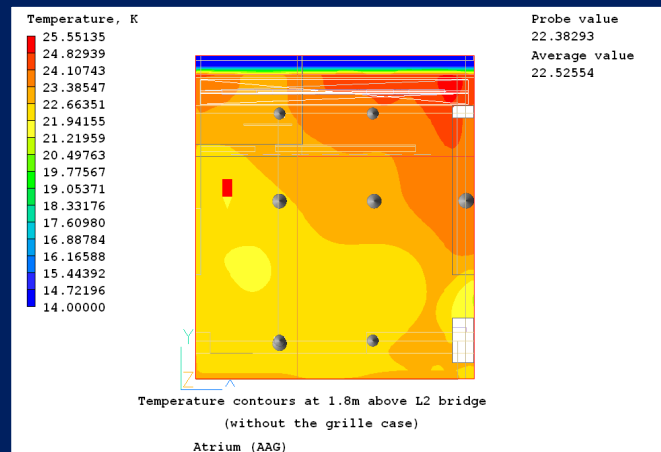 Temperature, K
25.55135
24.82939
24.10743
23.38547
22.66351
21.94155
21.21959
20.49763
19.77567
19.05371
18.33176
17.60980
16.88784
16.16588
15.44392
14.72196
14.00000
Probe value
22.38293
Average value
22.52554
Y
Z X
Temperature contours at 1.8m above L2 bridge
(without the grille case)
Atrium (AAG)